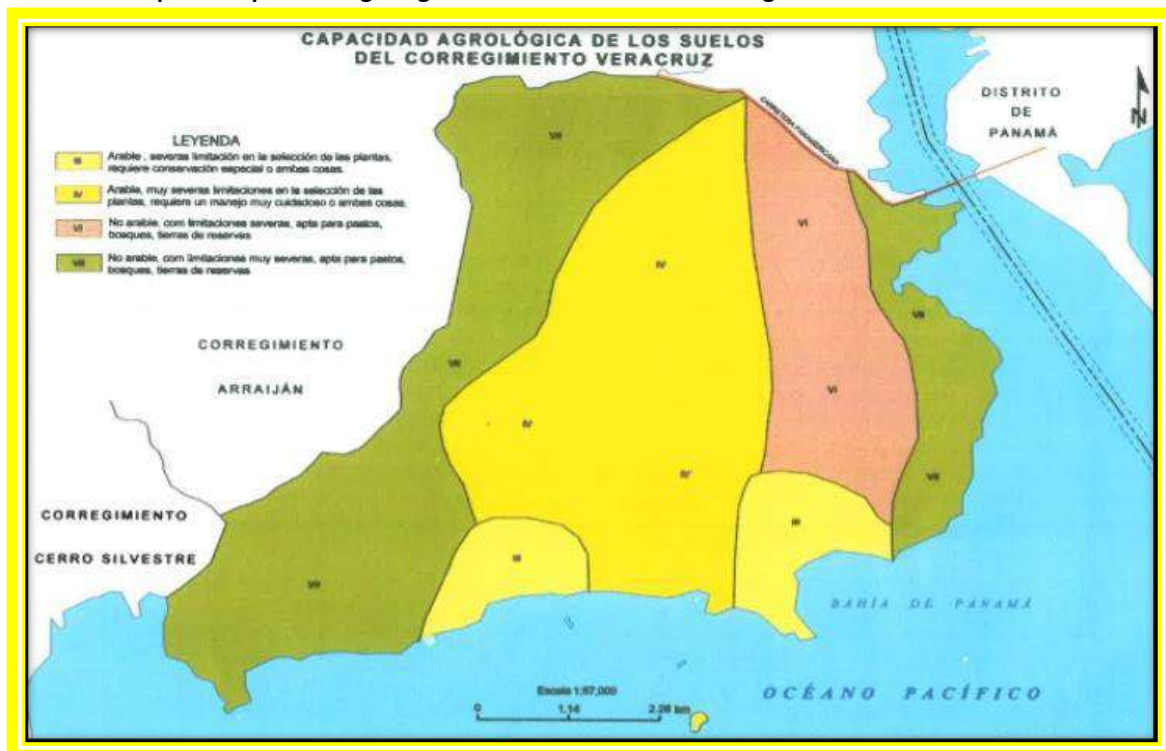 CAPACIDAD AGROLÓGICA DE LOS SUELOS
DEL CORREGIMIENTO VERACRUZ
DISTRITO
DE
PANAMÁ
N
CARRETERA PANAMERICANA
LEYENDA
III Arable , severas limitación en la selección de las plantas,
requiere conservación especial o ambas cosas.
IV Arable, muy severas limitaciones en la selección de las
plantas, requiere un manejo muy cuidadoso o ambas cosas.
VI No arable, com limitaciones severas, apta para pastos,
bosques, tierras de reservas
VII No arable, com limitaciones muy severas, apta para pastos,
bosques, tierras de reservas
VII
VI
IV
VII
CORREGIMIENTO
ARRAIJÁN
VII
VI
IV
IV
VII
CORREGIMIENTO
CERRO SILVESTRE
III
III
VII
BAHÍA DE PANAMÁ
OCÉANO PACÍFICO
Escala 1:57,000
0 1.14 2.28 km